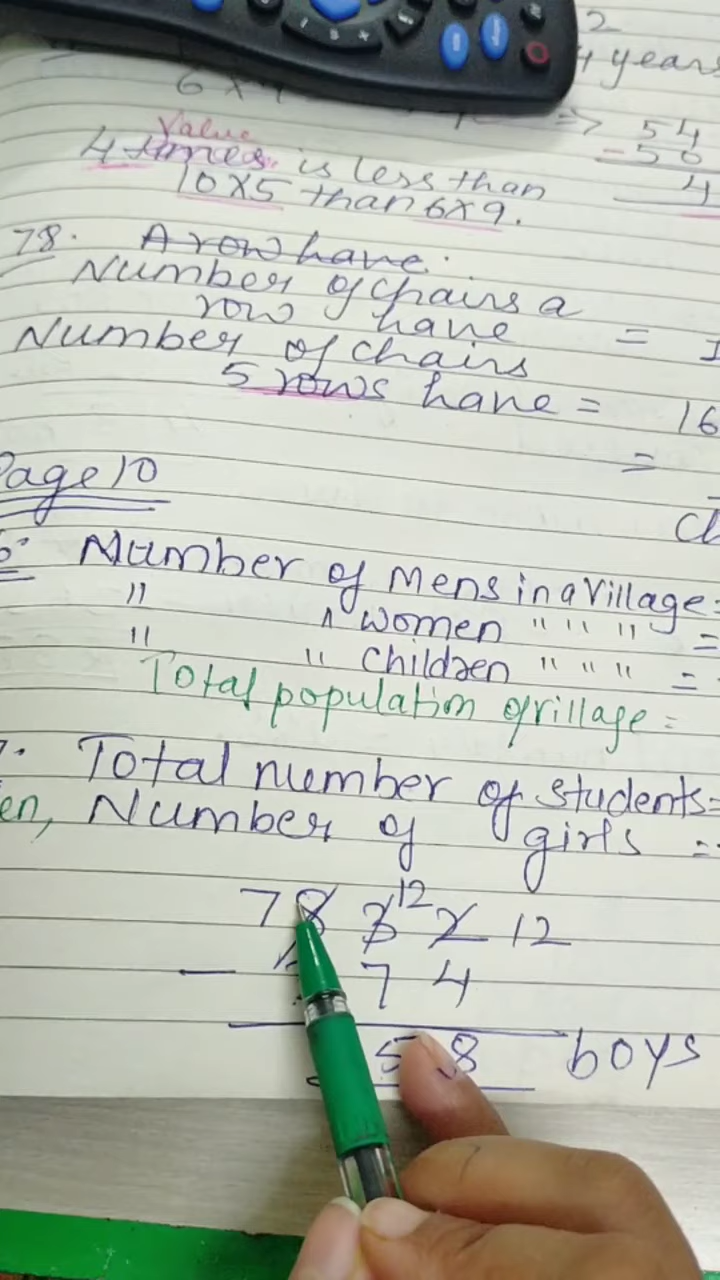 2
4 years
6 x 9
=> 54
- 50
4
Value
4 times is less than
10x5 than 6x9.
78. A row have.
Number of chairs a
row have =
Number of chairs
5 rows have = 16
=
Page 10
Number of Mens in a village =
" " women " " " =
" " children " " " =
Total population of village =
Total number of students =
Number of girls =
7 8 3 12 2 12
- 7 4
5 8 boys